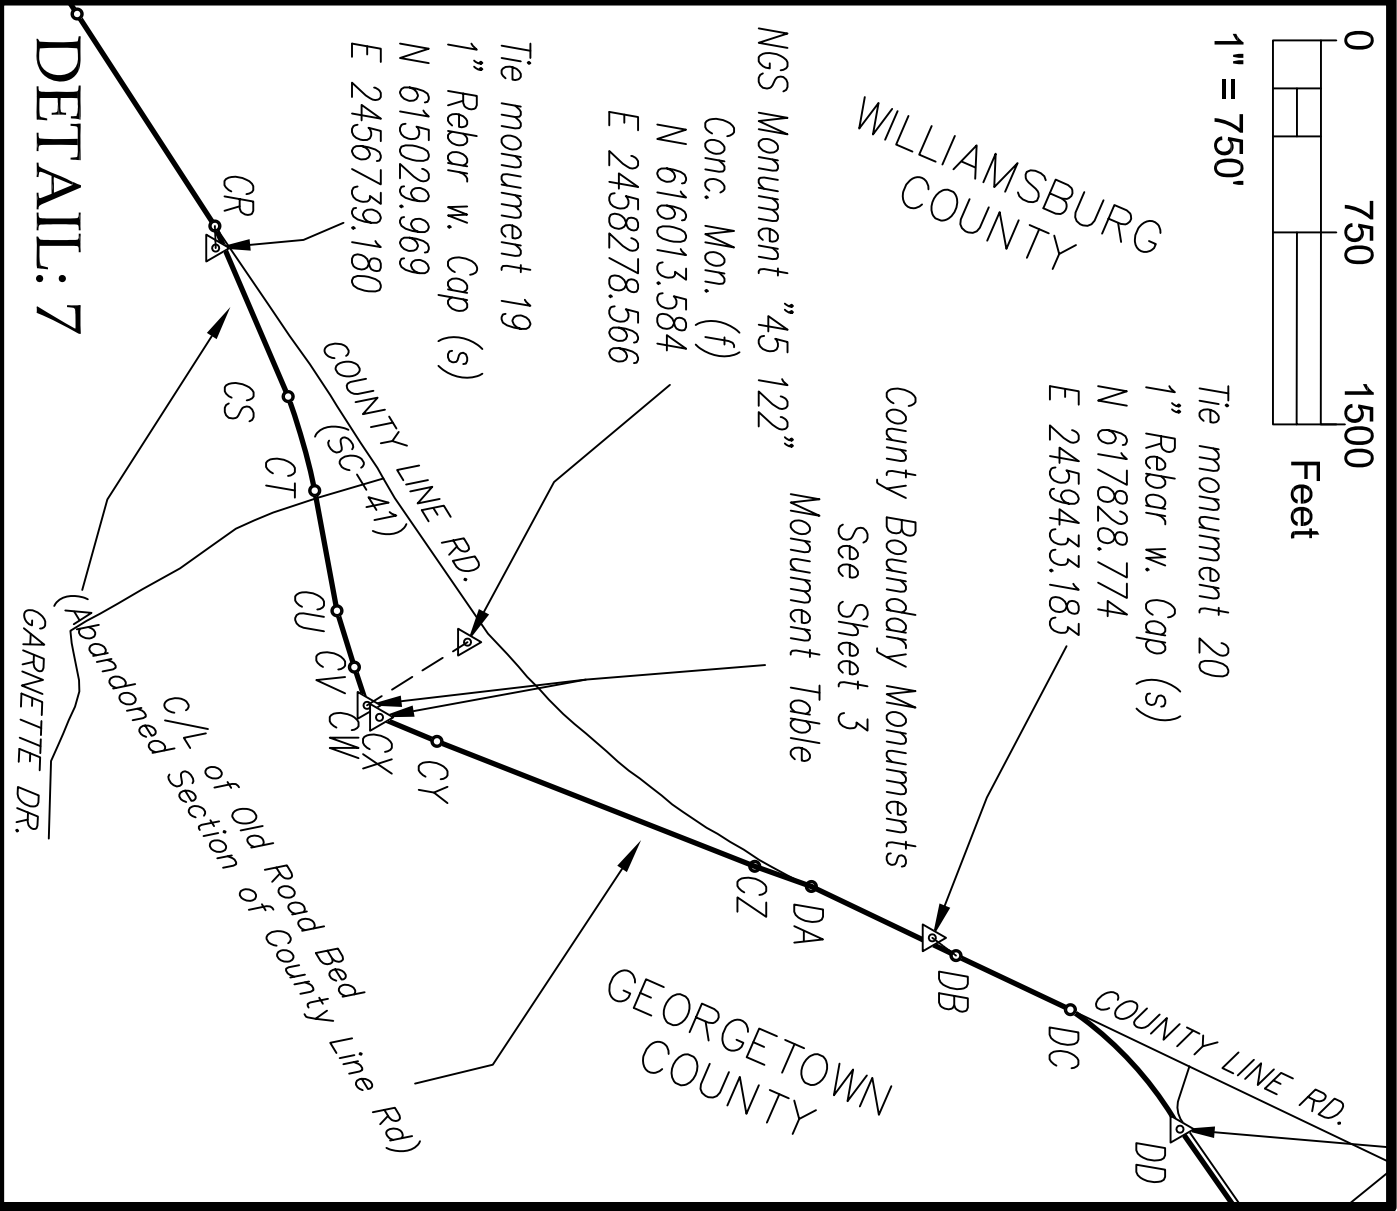 0
750
1500
Feet
1" = 750'
WILLIAMSBURG
COUNTY
Tie monument 20
1” Rebar w. Cap (s)
N 617828.774
E 2459433.183
County Boundary Monuments
See Sheet 3
Monument Table
NGS Monument ”45 122”
Conc. Mon. (f)
N 616013.584
E 2458278.566
Tie monument 19
1” Rebar w. Cap (s)
N 615029.969
E 2456739.180
COUNTY LINE RD.
(SC-41)
COUNTY LINE RD.
CR
CS
CT
CU
CV
CW
CX
CY
CZ
DA
DB
DC
DD
GEORGETOWN
COUNTY
C/L of Old Road Bed
(Abandoned Section of County Line Rd)
GARNETTE DR.
DETAIL: 7